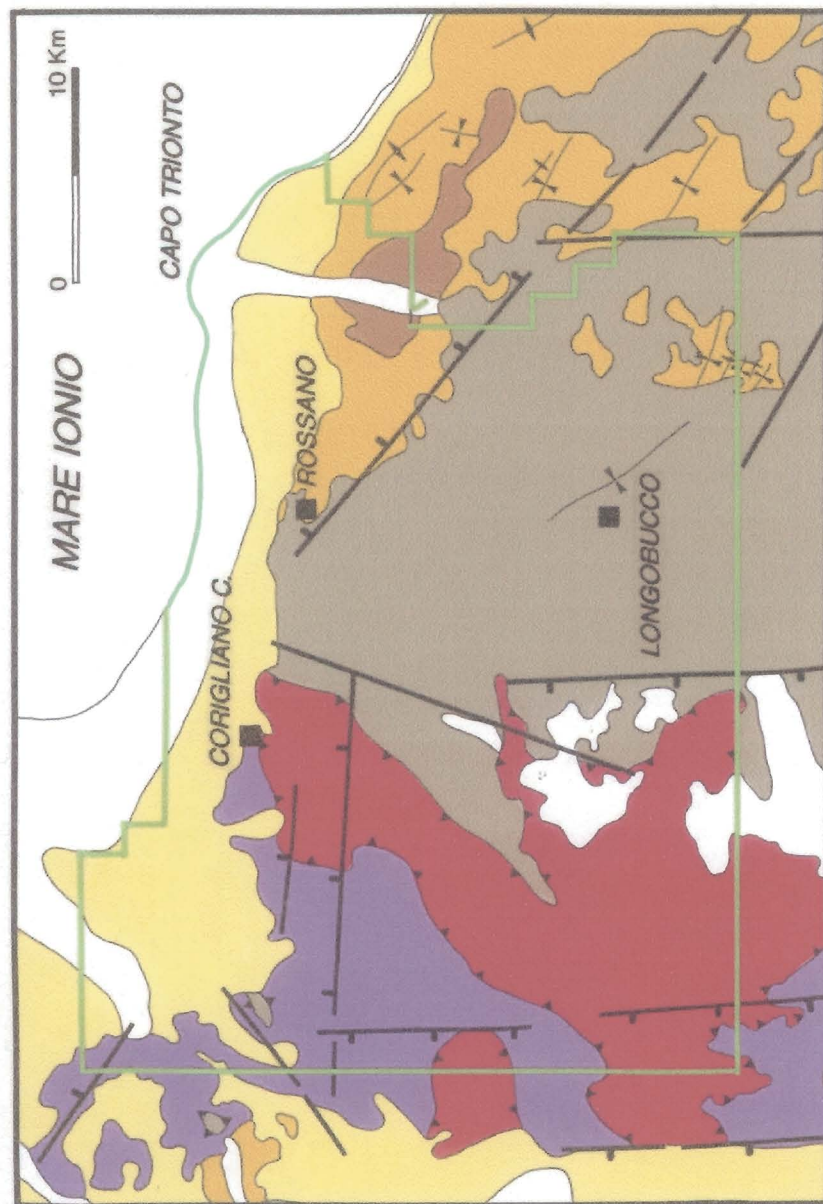 MARE IONIO
CAPO TRIONTO
0 10 Km
CORIGLIANO C.
ROSSANO
LONGOBUCCO